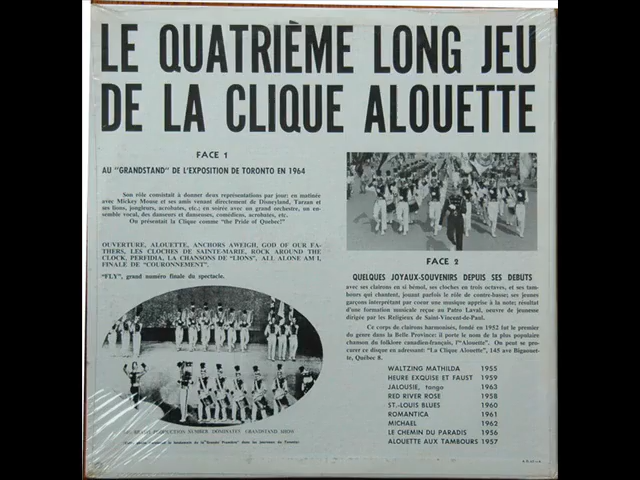 LE QUATRIÈME LONG JEU
DE LA CLIQUE ALOUETTE
FACE 1
AU "GRANDSTAND" DE L'EXPOSITION DE TORONTO EN 1964
Son rôle consistait à donner deux représentations par jour: en matinée
avec Mickey Mouse et ses amis venant directement de Disneyland, Tarzan et
ses lions, jongleurs, acrobates, etc.; en soirée avec un grand orchestre, un en-
semble vocal, des danseurs et danseuses, comédiens, acrobates, etc.
On présentait la Clique comme "the Pride of Quebec!"
OUVERTURE, ALOUETTE, ANCHORS AWEIGH, GOD OF OUR FA-
THERS, LES CLOCHES DE SAINTE-MARIE, ROCK AROUND THE
CLOCK, PERFIDIA, LA CHANSONS DE "LIONS", ALL ALONE AM I,
FINALE DE "COURONNEMENT".
"FLY", grand numéro finale du spectacle.
PRODUCTION NUMBER DOMINATES GRANDSTAND SHOW
FACE 2
QUELQUES JOYAUX-SOUVENIRS DEPUIS SES DEBUTS
avec ses clairons en si bémol, ses cloches en trois octaves, et ses tam-
bours qui chantent, jouant parfois le rôle de contre-basse; ses jeunes
garçons interprétant par coeur une musique apprise à la note; résultat
d'une formation musicale reçue au Patro Laval, oeuvre de jeunesse
dirigée par les Religieux de Saint-Vincent-de-Paul.
Ce corps de clairons harmonisés, fondé en 1952 fut le premier
du genre dans la Belle Province: il porte le nom de la plus populaire
chanson du folklore canadien-français, l'"Alouette". On peut se pro-
curer ce disque en adressant: "La Clique Alouette", 145 ave Bigaouet-
te, Québec 8.
WALTZING MATHILDA 1955
HEURE EXQUISE ET FAUST 1959
JALOUSIE, tango 1963
RED RIVER ROSE 1958
ST.-LOUIS BLUES 1960
ROMANTICA 1961
MICHAEL 1962
LE CHEMIN DU PARADIS 1956
ALOUETTE AUX TAMBOURS 1957